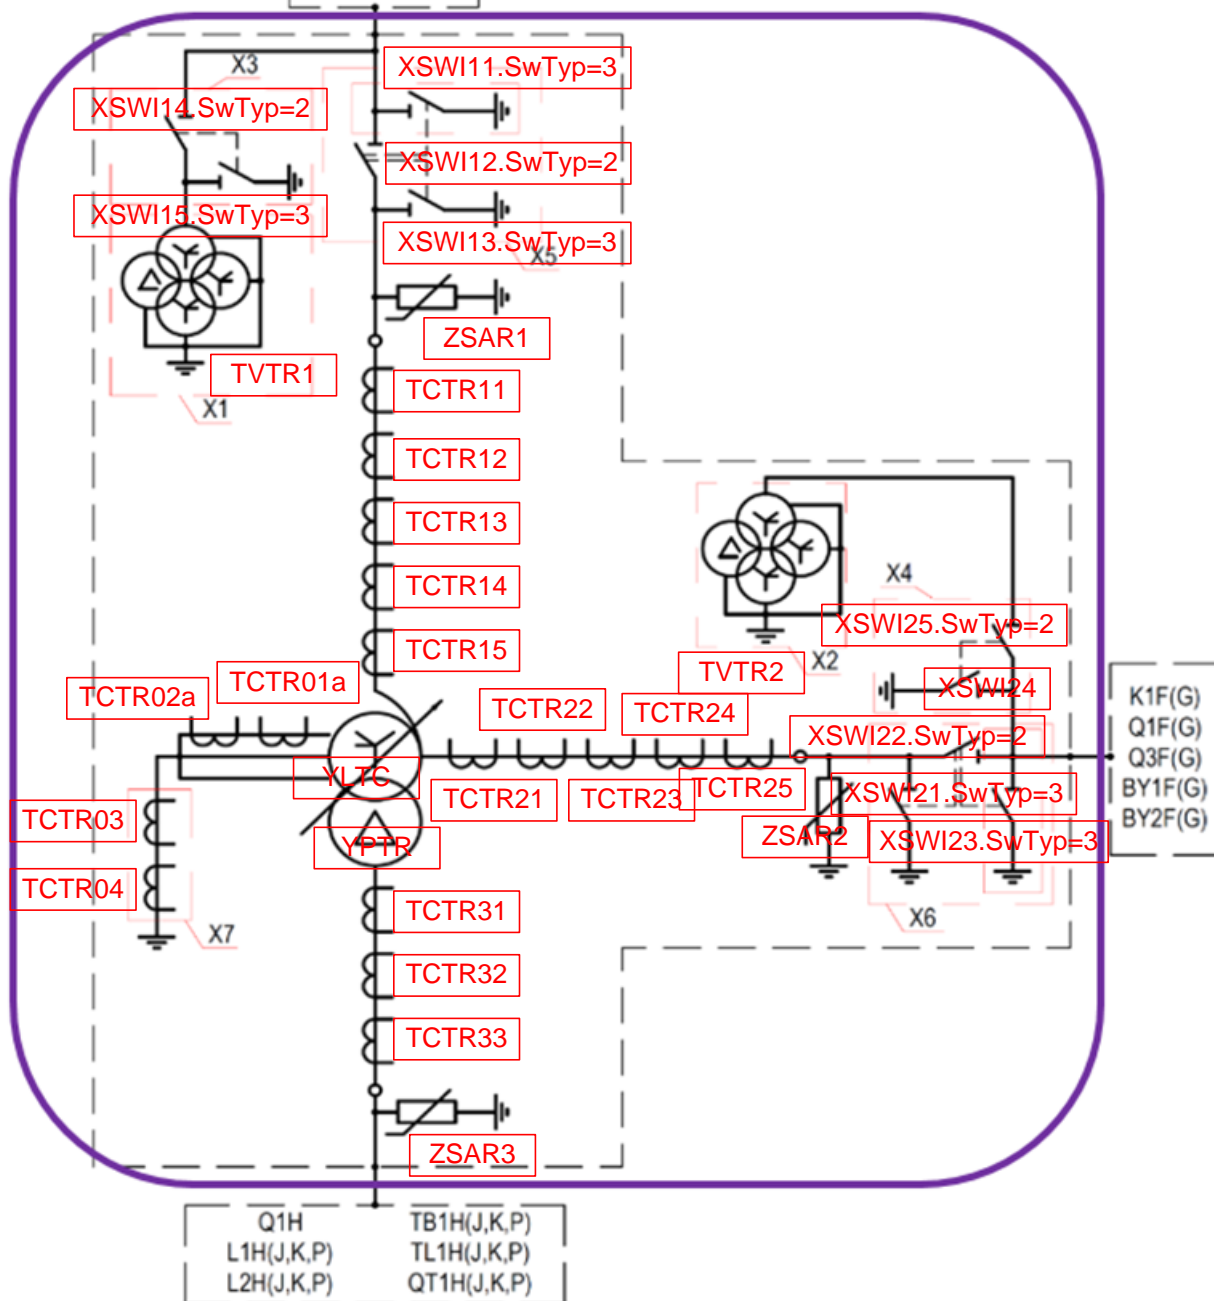 X3
XSWI11.SwTyp=3
XSWI14.SwTyp=2
XSWI12.SwTyp=2
XSWI15.SwTyp=3
XSWI13.SwTyp=3
X5
ZSAR1
TVTR1
X1
TCTR11
TCTR12
TCTR13
TCTR14
TCTR15
X4
XSWI25.SwTyp=2
X2
TVTR2
XSWI24
TCTR02a
TCTR01a
TCTR22
TCTR24
XSWI22.SwTyp=2
YLTC
TCTR21
TCTR23
TCTR25
XSWI21.SwTyp=3
ZSAR2
XSWI23.SwTyp=3
K1F(G)
Q1F(G)
Q3F(G)
BY1F(G)
BY2F(G)
TCTR03
YPTR
TCTR04
X7
X6
TCTR31
TCTR32
TCTR33
ZSAR3
Q1H TB1H(J,K,P)
L1H(J,K,P) TL1H(J,K,P)
L2H(J,K,P) QT1H(J,K,P)